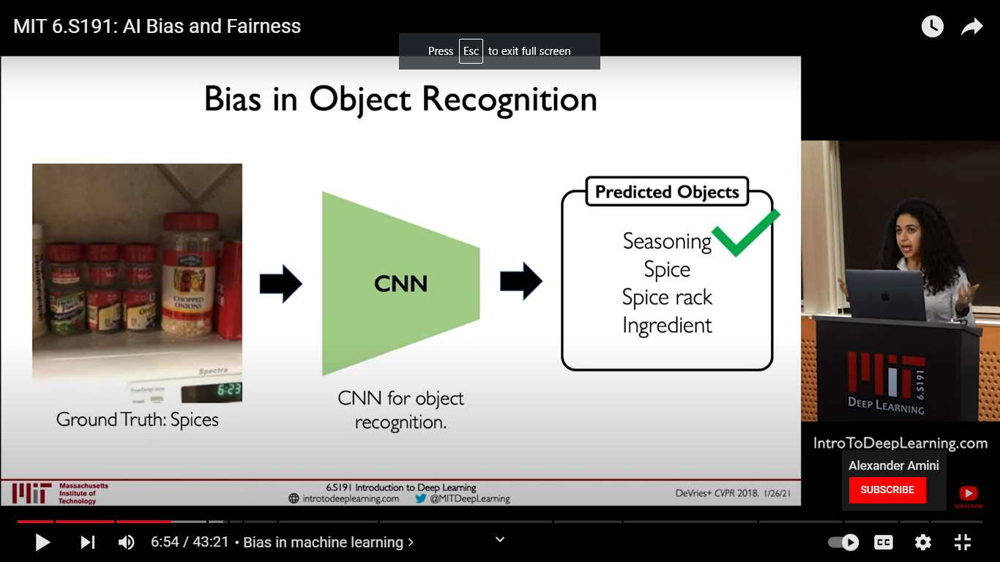 MIT 6.S191: AI Bias and Fairness
Press Esc to exit full screen
Bias in Object Recognition
CHOPPED
ONIONS
Spectra
6:23
Ground Truth: Spices
CNN
CNN for object
recognition.
Predicted Objects
Seasoning
Spice
Spice rack
Ingredient
MIT
6.S191
DEEP LEARNING
IntroToDeepLearning.com
Alexander Amini
SUBSCRIBE
SUBSCRIBE
MIT
Massachusetts
Institute of
Technology
6.S191 Introduction to Deep Learning
introtodeeplearning.com @MITDeepLearning
DeVries+ CVPR 2018. 1/26/21
6:54 / 43:21 • Bias in machine learning ›
CC